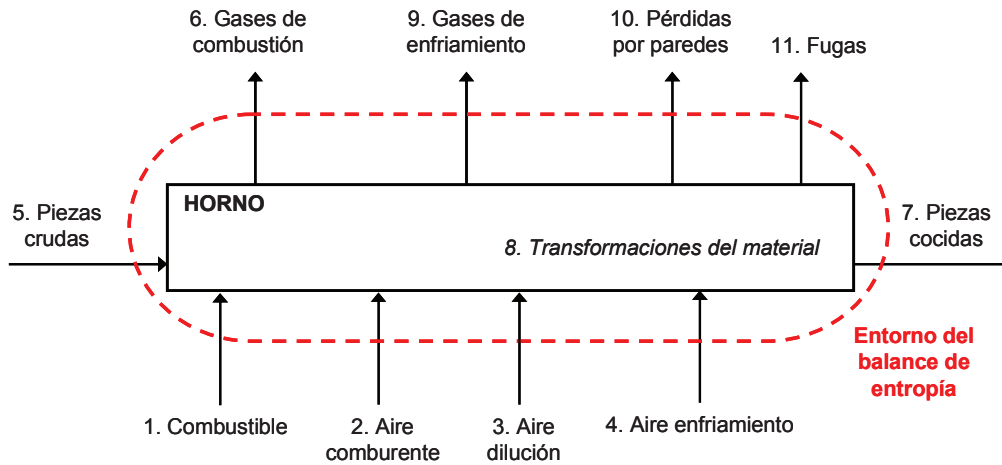 6. Gases de
combustión
9. Gases de
enfriamiento
10. Pérdidas
por paredes
11. Fugas
5. Piezas
crudas
HORNO
8. Transformaciones del material
7. Piezas
cocidas
Entorno del
balance de
entropía
1. Combustible
2. Aire
comburente
3. Aire
dilución
4. Aire enfriamiento